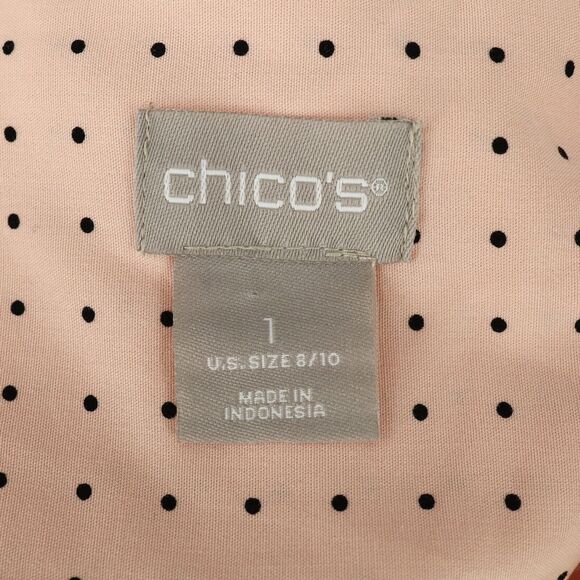 chico's®
1
U.S. SIZE 8/10
MADE IN
INDONESIA